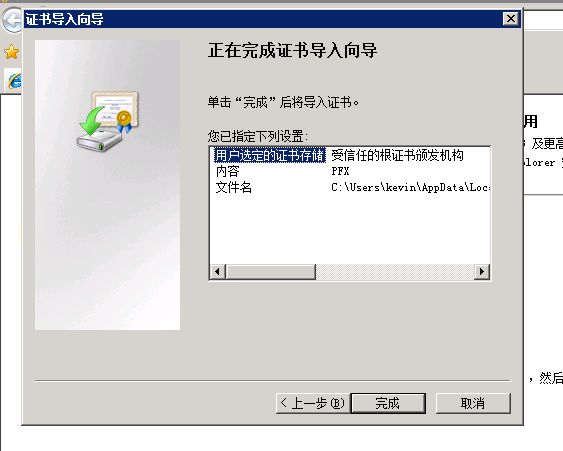 证书导入向导
正在完成证书导入向导
单击“完成”后将导入证书。
您已指定下列设置:
用户选定的证书存储 受信任的根证书颁发机构
内容 PFX
文件名 C:\Users\kevin\AppData\Loca
用
及更高
plorer
，然后
< 上一步(B) 完成 取消